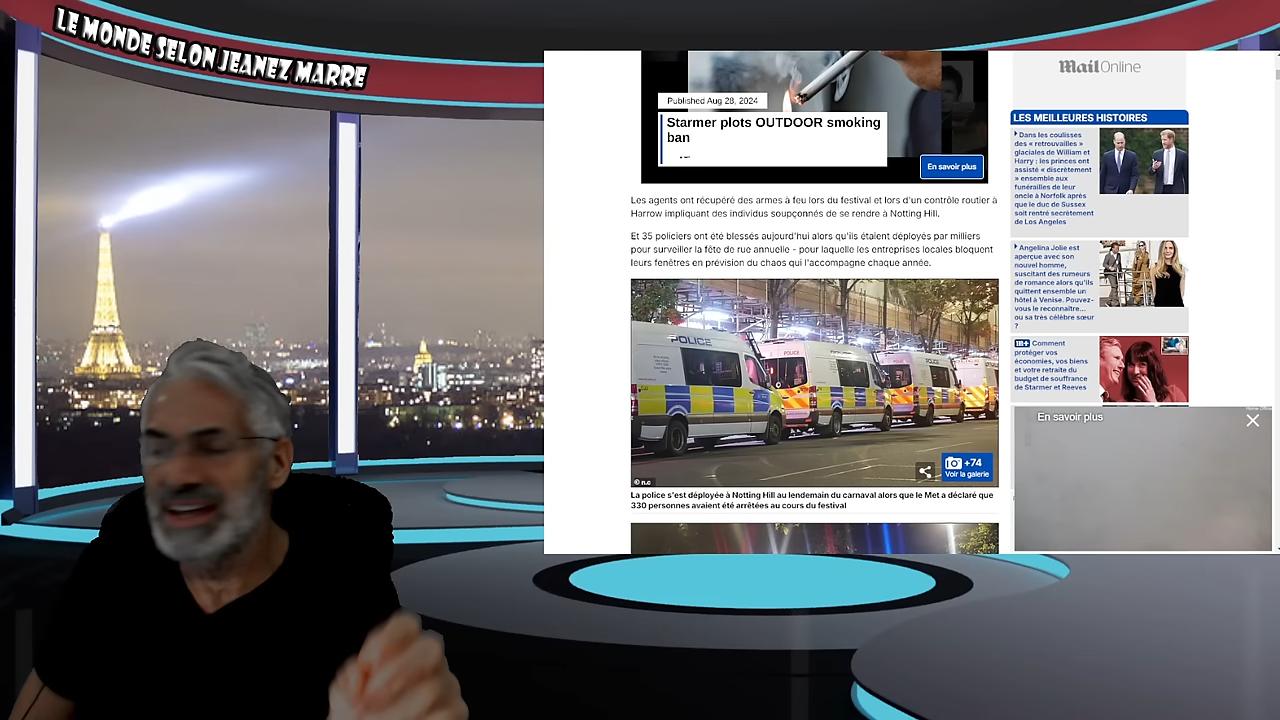 LE MONDE SELON JEANEZ MARRE
Published Aug 28, 2024
Starmer plots OUTDOOR smoking
ban
En savoir plus
Les agents ont récupéré des armes à feu lors du festival et lors d'un contrôle routier à
Harrow impliquant des individus soupçonnés de se rendre à Notting Hill.
Et 35 policiers ont été blessés aujourd'hui alors qu'ils étaient déployés par milliers
pour surveiller la fête de rue annuelle - pour laquelle les entreprises locales bloquent
leurs fenêtres en prévision du chaos qui l'accompagne chaque année.
POLICE
POLICE
+74
Voir la galerie
© n.c
La police s'est déployée à Notting Hill au lendemain du carnaval alors que le Met a déclaré que
330 personnes avaient été arrêtées au cours du festival
Mail Online
LES MEILLEURES HISTOIRES
Dans les coulisses
des « retrouvailles »
glaciales de William et
Harry : les princes ont
assisté « discrètement
» ensemble aux
funérailles de leur
oncle à Norfolk après
que le duc de Sussex
soit rentré secrètement
de Los Angeles
Angelina Jolie est
aperçue avec son
nouvel homme,
suscitant des rumeurs
de romance alors qu'ils
quittent ensemble un
hôtel à Venise. Pouvez-
vous le reconnaître...
ou sa très célèbre sœur
?
Comment
protéger vos
économies, vos biens
et votre retraite du
budget de souffrance
de Starmer et Reeves
En savoir plus